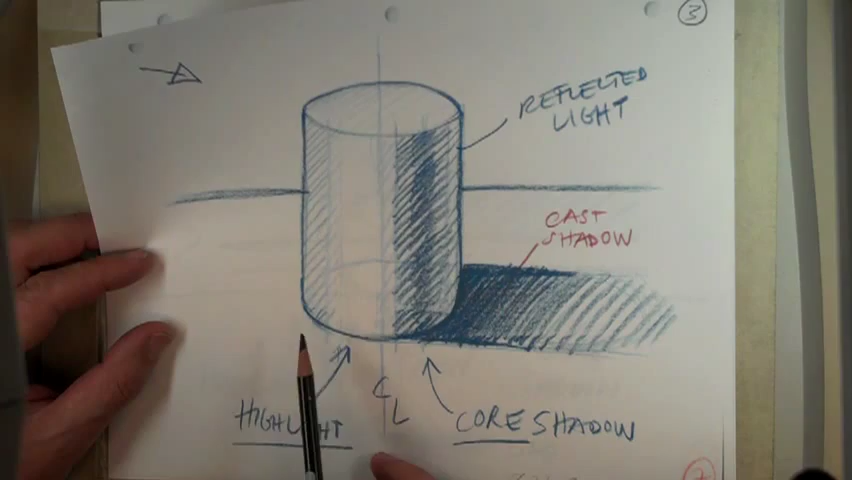 3
REFLECTED
LIGHT
CAST
SHADOW
HIGHLIGHT
CL
CORE SHADOW